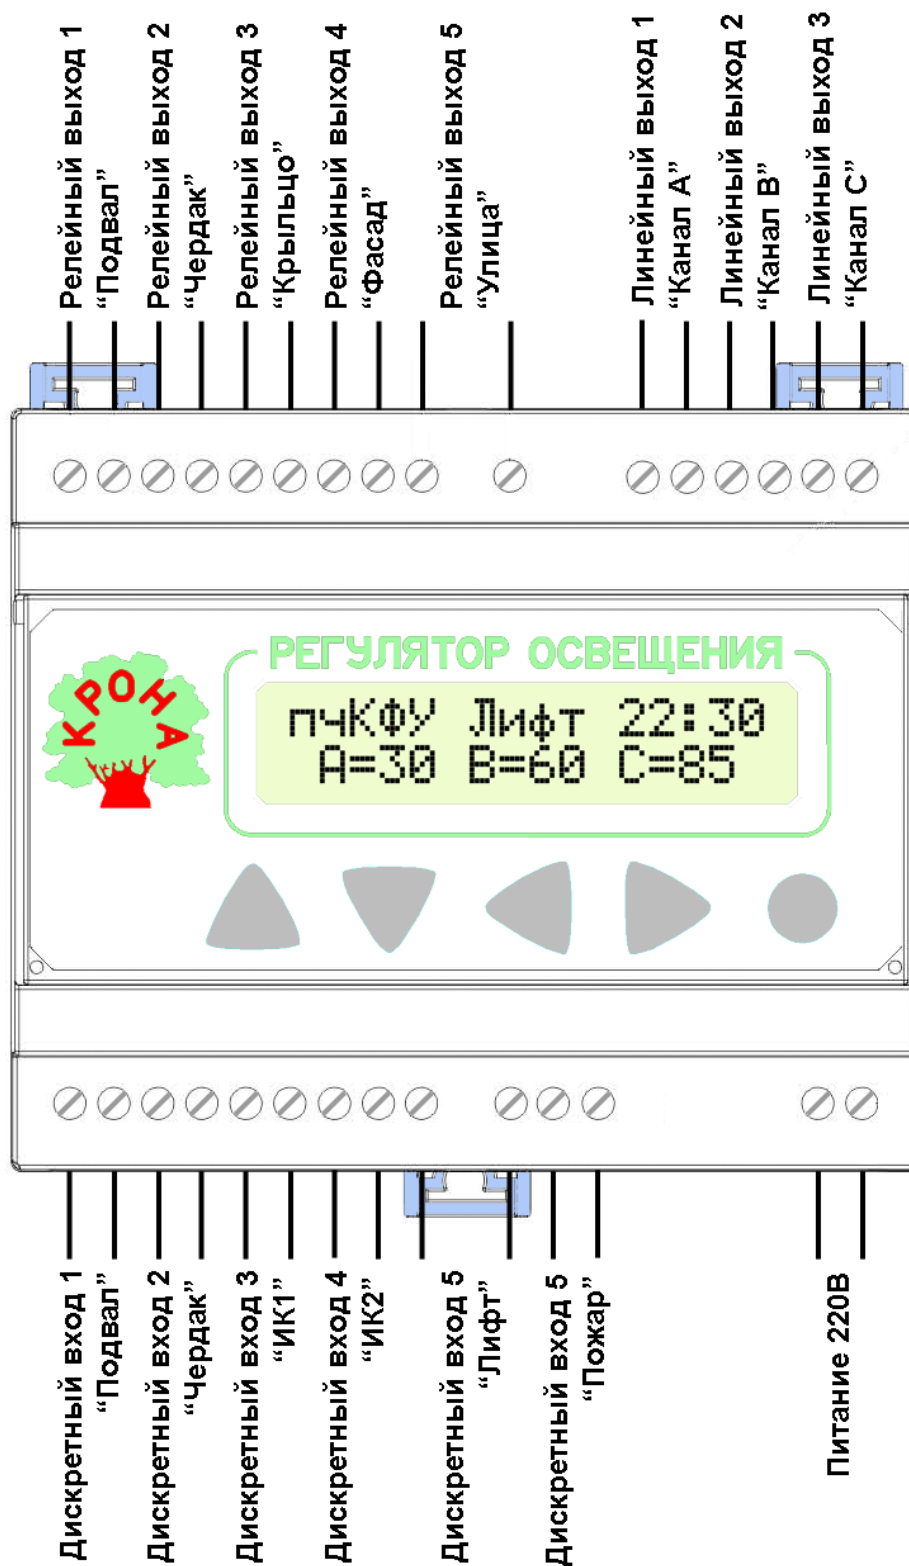 Релейный выход 1
“Подвал”
Релейный выход 2
“Чердак”
Релейный выход 3
“Крыльцо”
Релейный выход 4
“Фасад”
Релейный выход 5
“Улица”
Линейный выход 1
“Канал А”
Линейный выход 2
“Канал В”
Линейный выход 3
“Канал С”
КРОНА
РЕГУЛЯТОР ОСВЕЩЕНИЯ
пчКФУ Лифт 22:30
А=30 В=60 С=85
Дискретный вход 1
“Подвал”
Дискретный вход 2
“Чердак”
Дискретный вход 3
“ИК1”
Дискретный вход 4
“ИК2”
Дискретный вход 5
“Лифт”
Дискретный вход 5
“Пожар”
Питание 220В